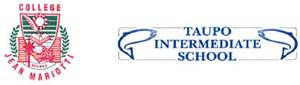 COLLEGE
JEAN MARIOTTI
TAUPO
INTERMEDIATE
SCHOOL